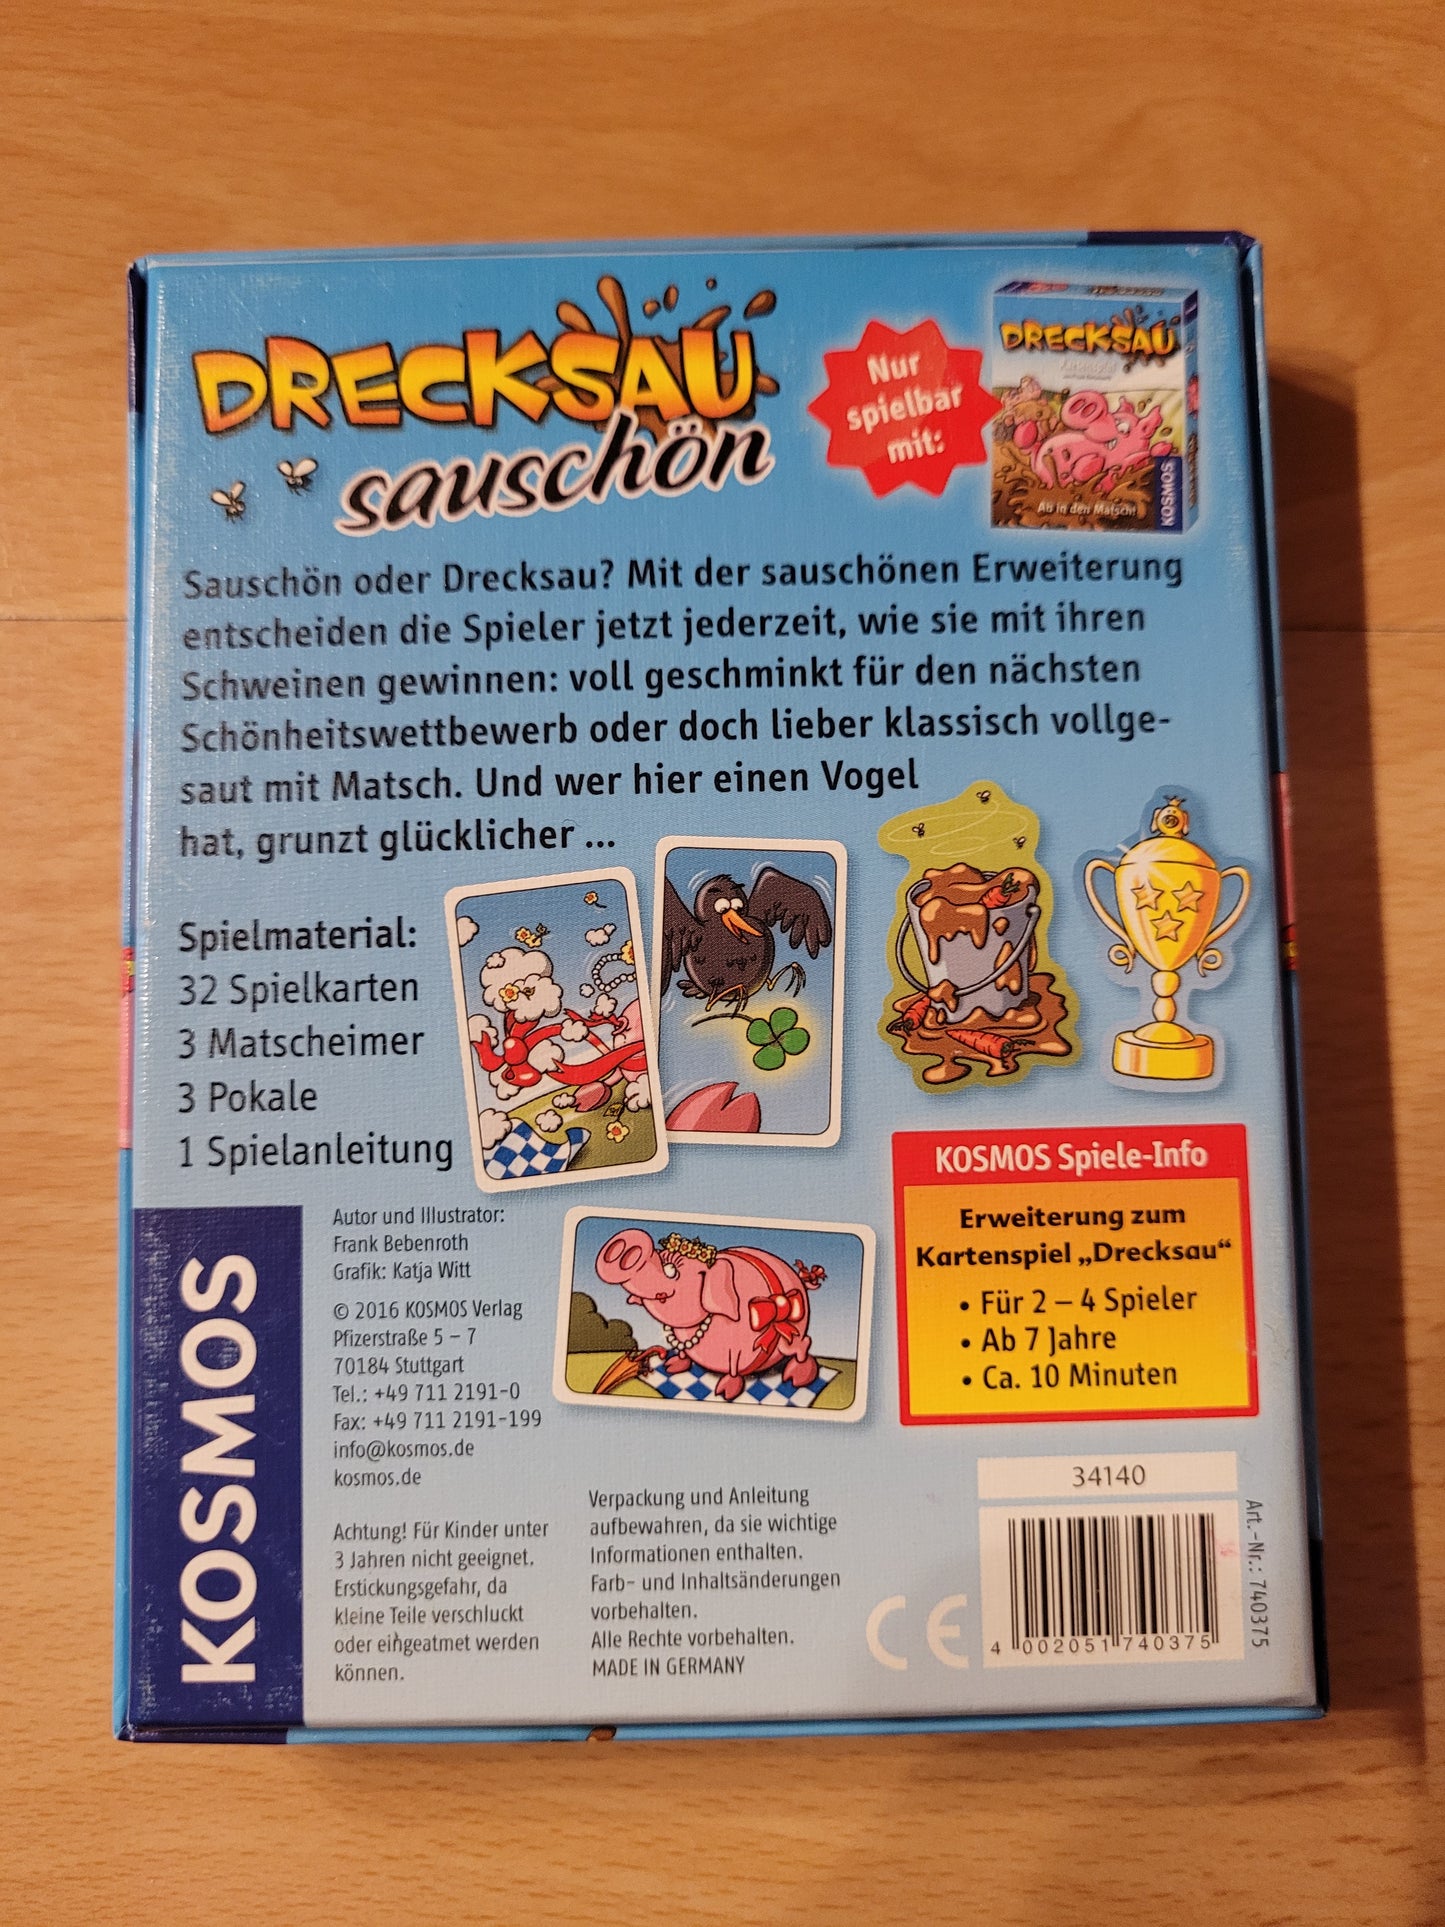 DRECKSAU
sauschön
Nur
spielbar
mit:
DRECKSAU
Ab in den Matsch!
KOSMOS
Sauschön oder Drecksau? Mit der sauschönen Erweiterung
entscheiden die Spieler jetzt jederzeit, wie sie mit ihren
Schweinen gewinnen: voll geschminkt für den nächsten
Schönheitswettbewerb oder doch lieber klassisch vollge-
saut mit Matsch. Und wer hier einen Vogel
hat, grunzt glücklicher ...
Spielmaterial:
32 Spielkarten
3 Matscheimer
3 Pokale
1 Spielanleitung
KOSMOS Spiele-Info
Erweiterung zum
Kartenspiel „Drecksau“
• Für 2 – 4 Spieler
• Ab 7 Jahre
• Ca. 10 Minuten
KOSMOS
Autor und Illustrator:
Frank Bebenroth
Grafik: Katja Witt
© 2016 KOSMOS Verlag
Pfizerstraße 5 – 7
70184 Stuttgart
Tel.: +49 711 2191-0
Fax: +49 711 2191-199
info@kosmos.de
kosmos.de
Achtung! Für Kinder unter
3 Jahren nicht geeignet.
Erstickungsgefahr, da
kleine Teile verschluckt
oder eingeatmet werden
können.
Verpackung und Anleitung
aufbewahren, da sie wichtige
Informationen enthalten.
Farb- und Inhaltsänderungen
vorbehalten.
Alle Rechte vorbehalten.
MADE IN GERMANY
CE
34140
4 002051 740375
Art.-Nr.: 740375